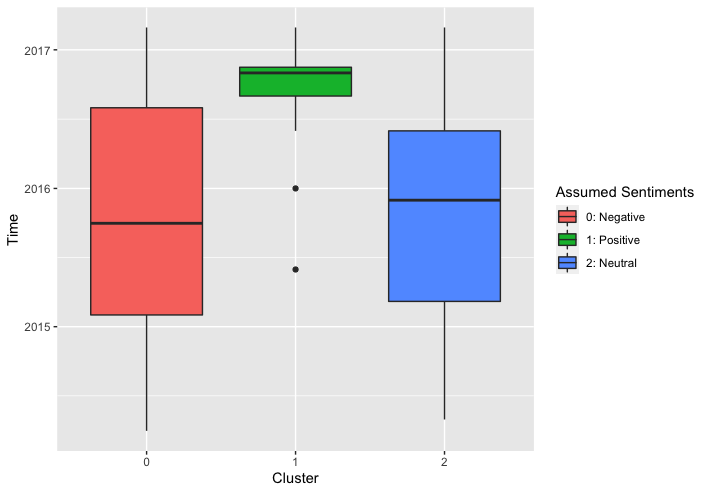 2017
2016
2015
Time
0
1
2
Cluster
Assumed Sentiments
0: Negative
1: Positive
2: Neutral